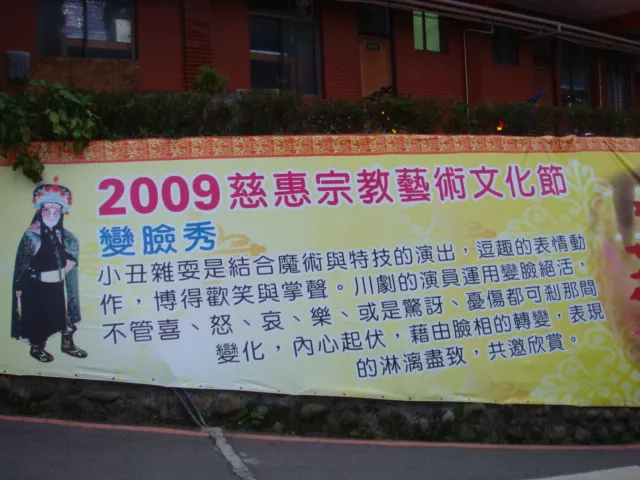 2009慈惠宗教藝術文化節
變臉秀
小丑雜耍是結合魔術與特技的演出，逗趣的表情動
作，博得歡笑與掌聲。川劇的演員運用變臉絕活，
不管喜、怒、哀、樂、或是驚訝、憂傷都可剎那間
變化，內心起伏，藉由臉相的轉變，表現
的淋漓盡致，共邀欣賞。